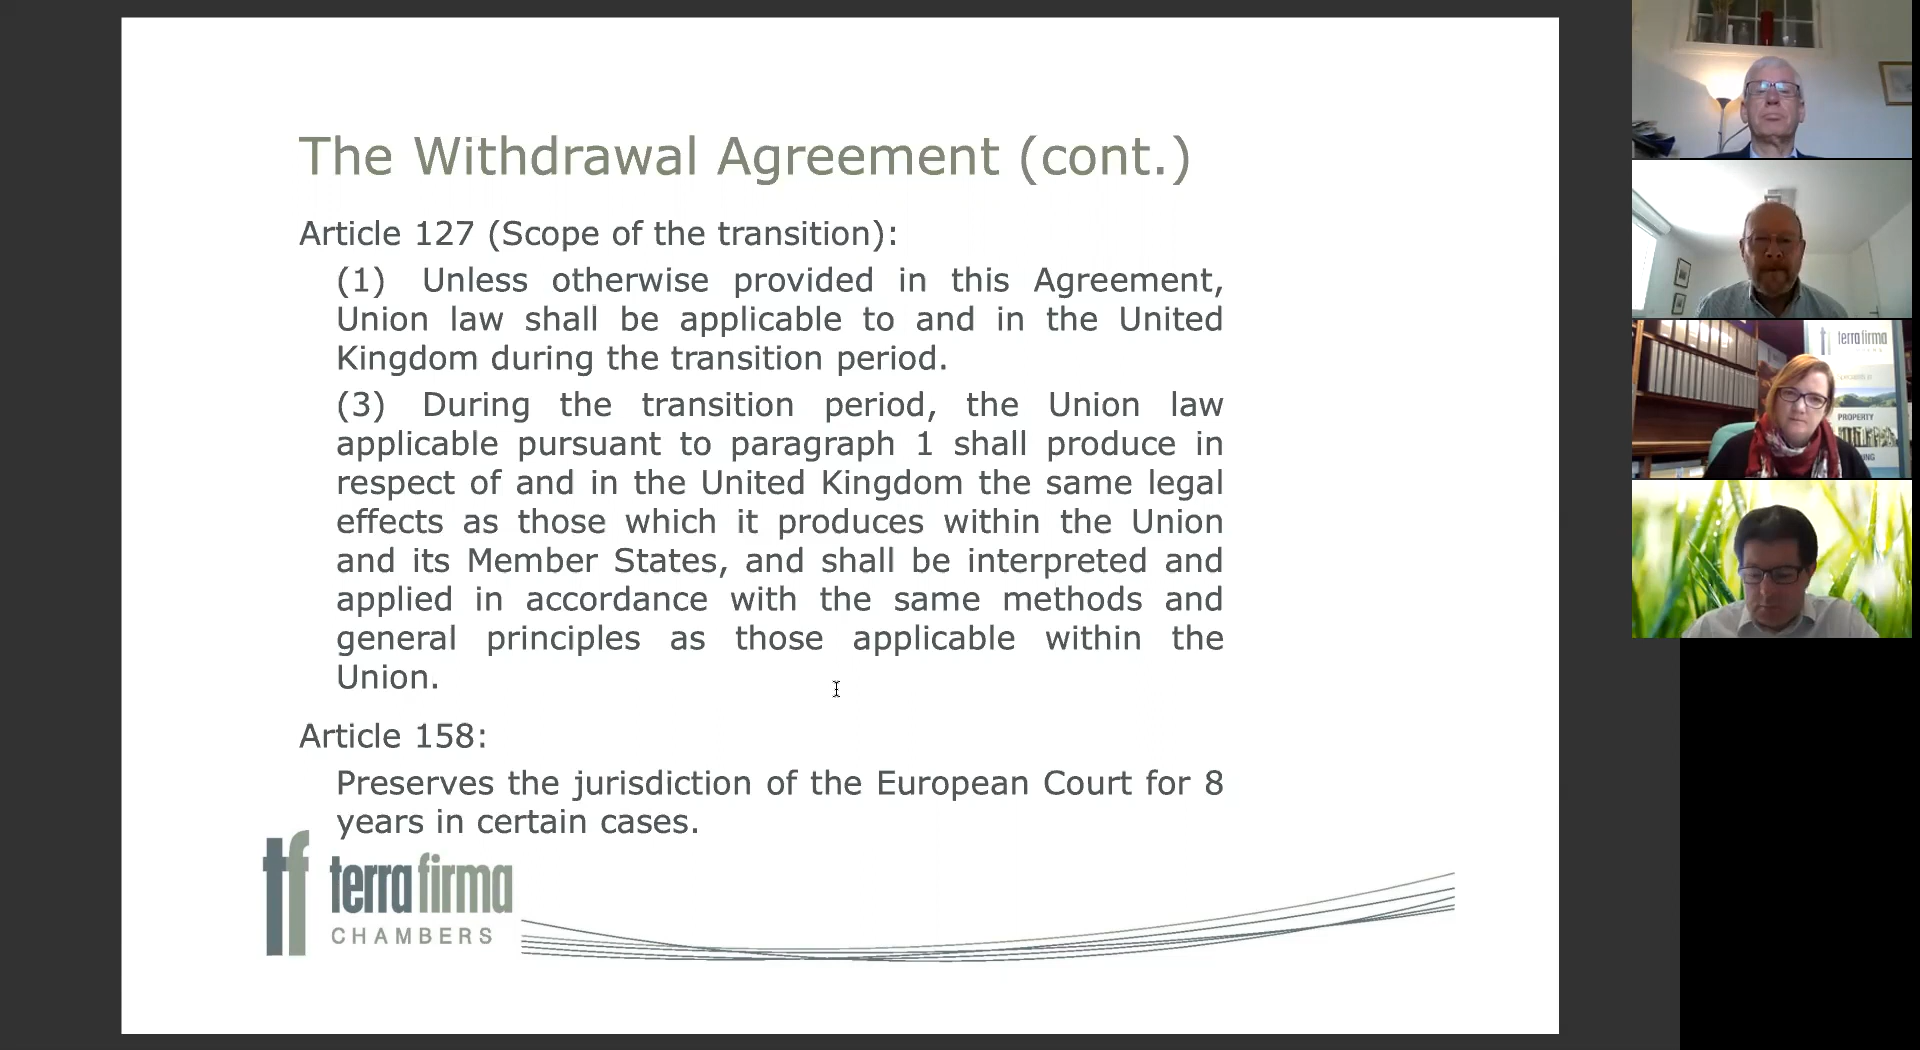 The Withdrawal Agreement (cont.)
Article 127 (Scope of the transition):
(1) Unless otherwise provided in this Agreement,
Union law shall be applicable to and in the United
Kingdom during the transition period.
(3) During the transition period, the Union law
applicable pursuant to paragraph 1 shall produce in
respect of and in the United Kingdom the same legal
effects as those which it produces within the Union
and its Member States, and shall be interpreted and
applied in accordance with the same methods and
general principles as those applicable within the
Union.
Article 158:
Preserves the jurisdiction of the European Court for 8
years in certain cases.
tf terra firma
CHAMBERS
tf terra firma
PROPERTY